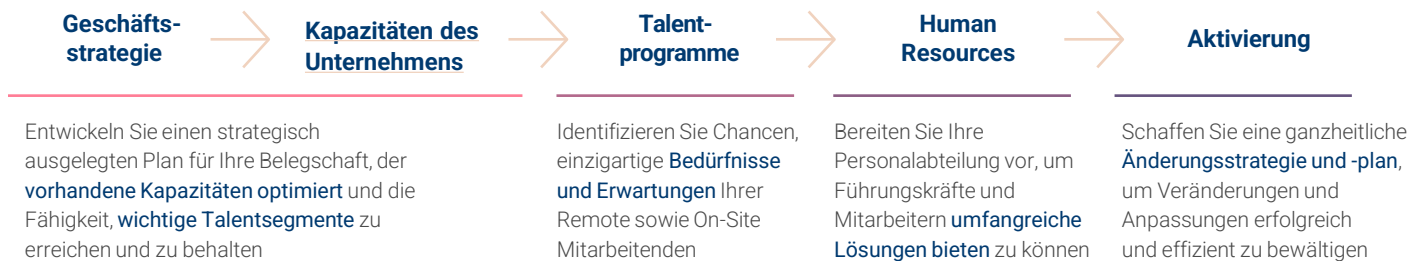 Geschäfts-
strategie
Kapazitäten des
Unternehmens
Talent-
programme
Human
Resources
Aktivierung
Entwickeln Sie einen strategisch
ausgelegten Plan für Ihre Belegschaft, der
vorhandene Kapazitäten optimiert und die
Fähigkeit, wichtige Talentsegmente zu
erreichen und zu behalten
Identifizieren Sie Chancen,
einzigartige Bedürfnisse
und Erwartungen Ihrer
Remote sowie On-Site
Mitarbeitenden
Bereiten Sie Ihre
Personalabteilung vor, um
Führungskräfte und
Mitarbeitern umfangreiche
Lösungen bieten zu können
Schaffen Sie eine ganzheitliche
Änderungsstrategie und -plan,
um Veränderungen und
Anpassungen erfolgreich
und effizient zu bewältigen